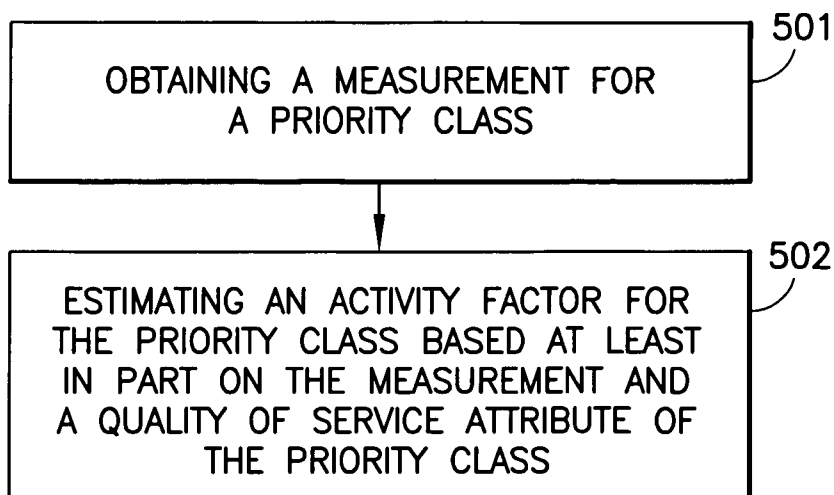 501
OBTAINING A MEASUREMENT FOR
A PRIORITY CLASS
502
ESTIMATING AN ACTIVITY FACTOR FOR
THE PRIORITY CLASS BASED AT LEAST
IN PART ON THE MEASUREMENT AND
A QUALITY OF SERVICE ATTRIBUTE OF
THE PRIORITY CLASS